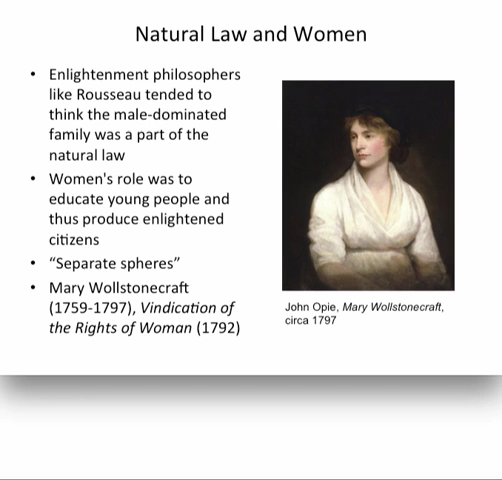 Natural Law and Women
• Enlightenment philosophers
like Rousseau tended to
think the male-dominated
family was a part of the
natural law
• Women's role was to
educate young people and
thus produce enlightened
citizens
• “Separate spheres”
• Mary Wollstonecraft
(1759-1797), Vindication of
the Rights of Woman (1792)
John Opie, Mary Wollstonecraft,
circa 1797